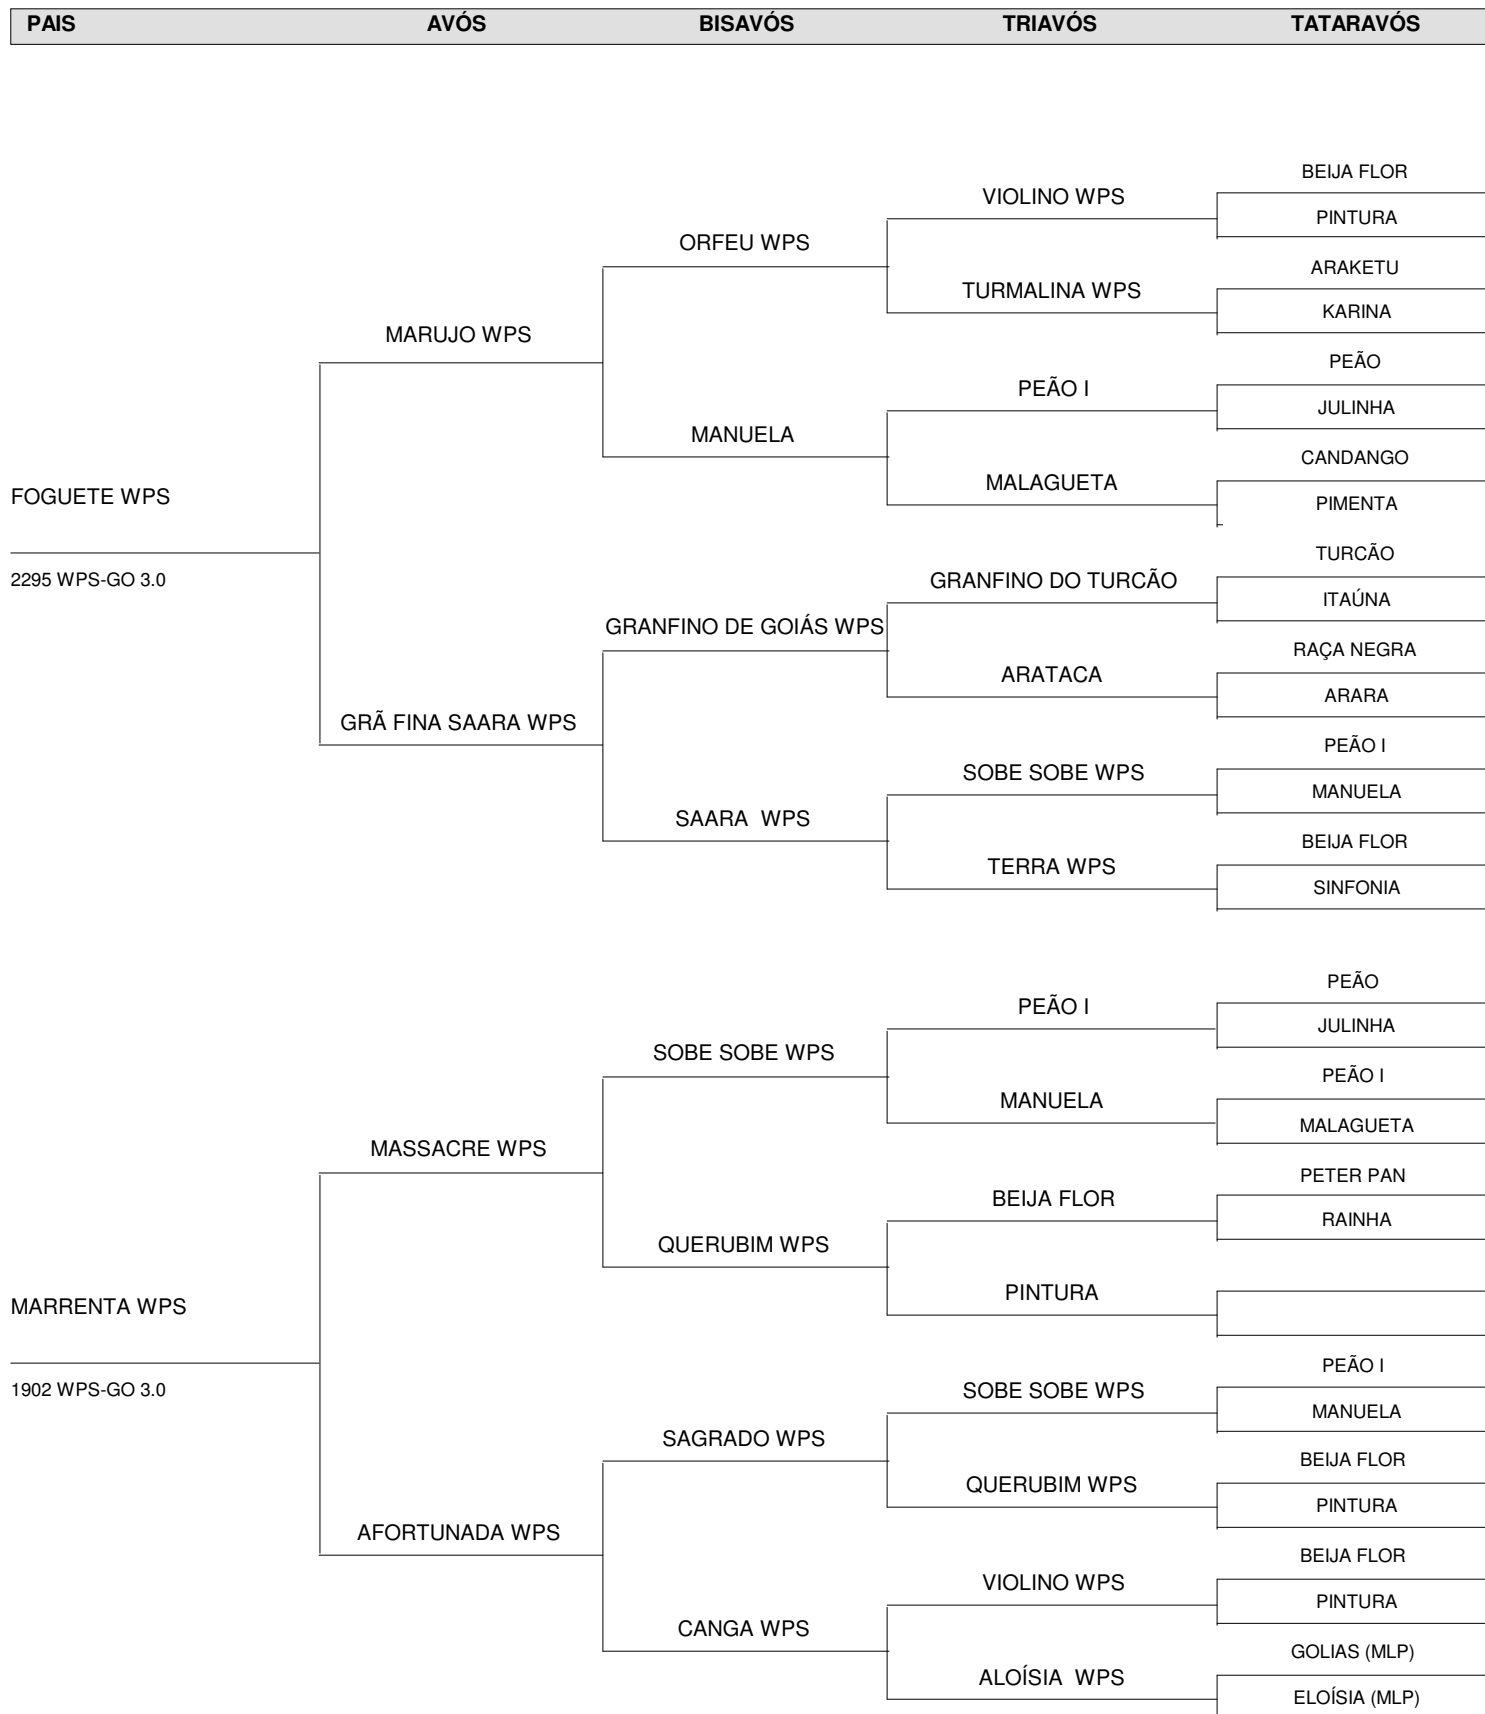 PAIS AVÓS BISAVÓS TRIAVÓS TATARAVÓS
BEIJA FLOR
VIOLINO WPS
PINTURA
ORFEU WPS
ARAKETU
TURMALINA WPS
KARINA
MARUJO WPS
PEÃO
PEÃO I
JULINHA
MANUELA
CANDANGO
MALAGUETA
FOGUETE WPS
PIMENTA
TURCÃO
2295 WPS-GO 3.0
GRANFINO DO TURCÃO
ITAÚNA
GRANFINO DE GOIÁS WPS
RAÇA NEGRA
ARATACA
ARARA
GRÃ FINA SAARA WPS
PEÃO I
SOBE SOBE WPS
MANUELA
SAARA WPS
BEIJA FLOR
TERRA WPS
SINFONIA
PEÃO
PEÃO I
JULINHA
SOBE SOBE WPS
PEÃO I
MANUELA
MALAGUETA
MASSACRE WPS
PETER PAN
BEIJA FLOR
RAINHA
QUERUBIM WPS
PINTURA
MARRENTA WPS
PEÃO I
1902 WPS-GO 3.0
SOBE SOBE WPS
MANUELA
SAGRADO WPS
BEIJA FLOR
QUERUBIM WPS
PINTURA
AFORTUNADA WPS
BEIJA FLOR
VIOLINO WPS
PINTURA
CANGA WPS
GOLIAS (MLP)
ALOÍSIA WPS
ELOÍSIA (MLP)